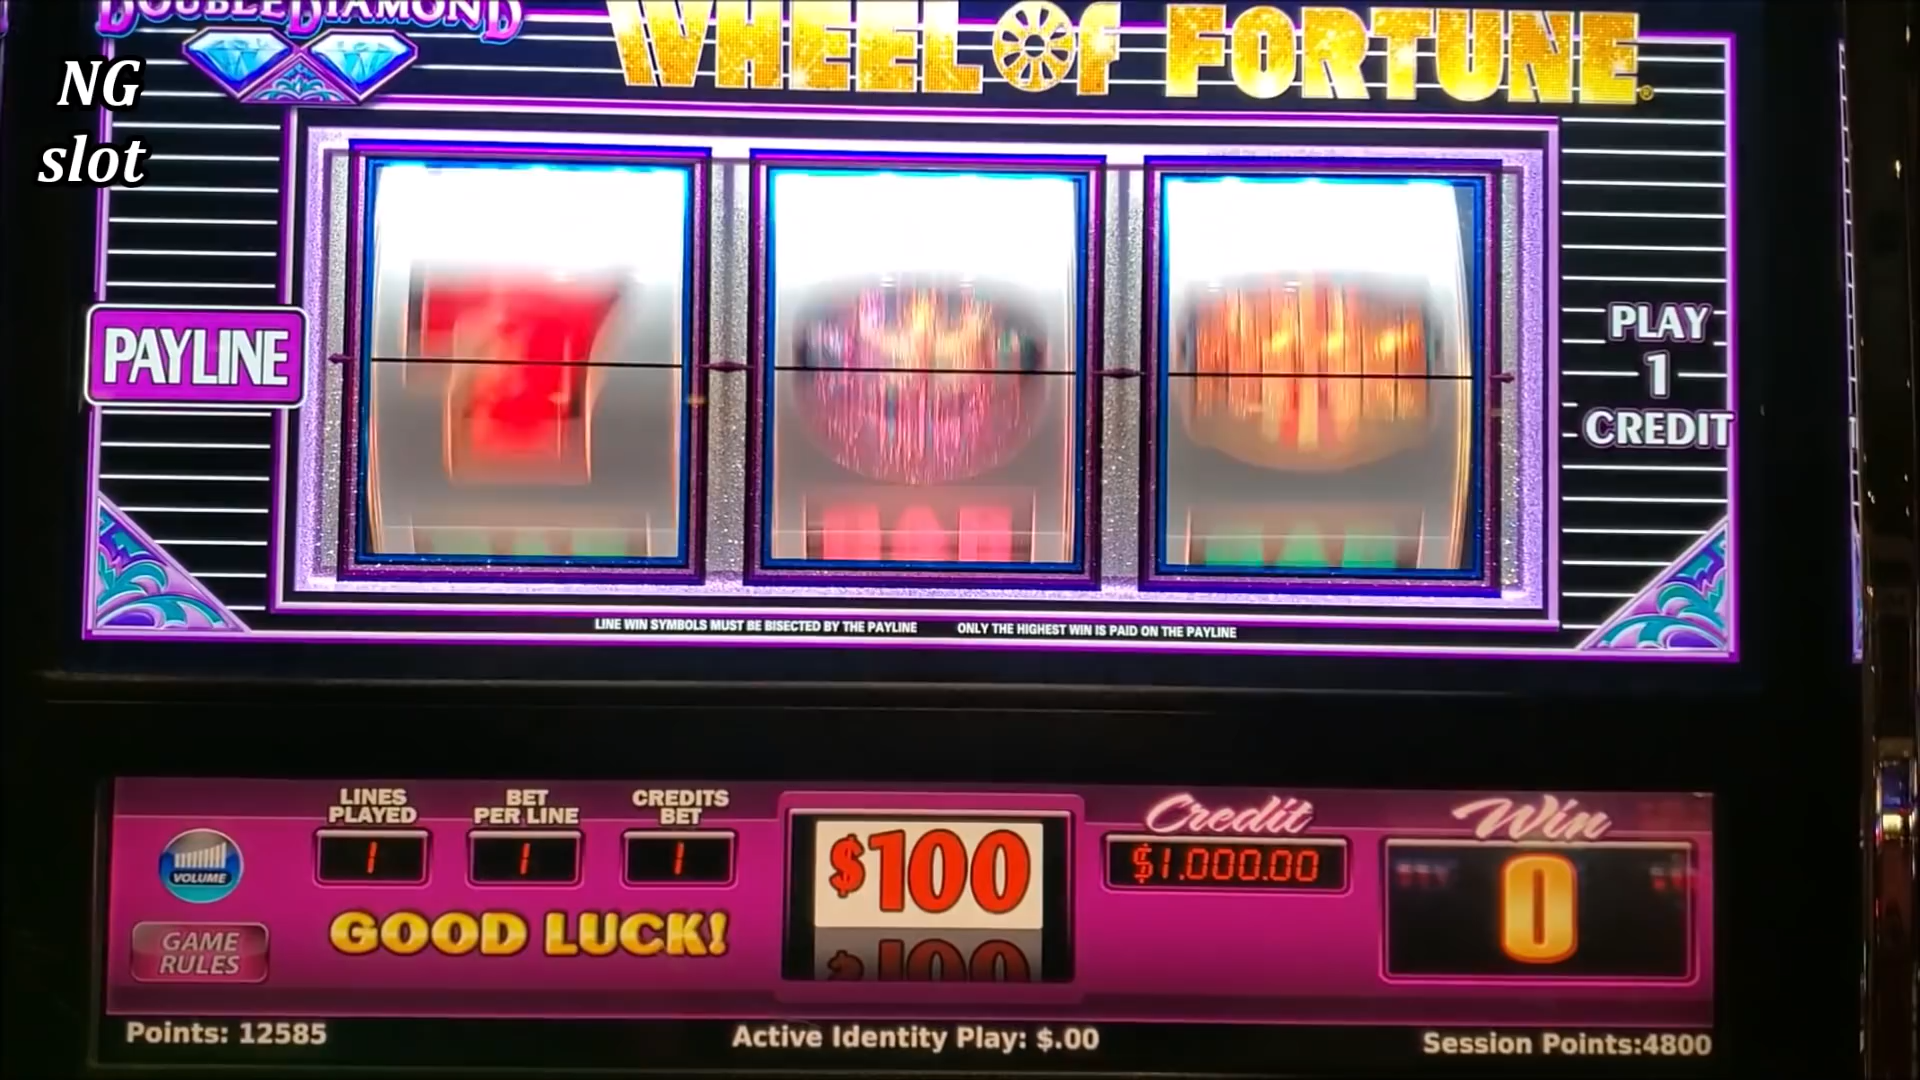 DOUBLE DIAMOND
WHEEL OF FORTUNE®
NG
slot
PAYLINE
PLAY
1
CREDIT
LINE WIN SYMBOLS MUST BE BISECTED BY THE PAYLINE
ONLY THE HIGHEST WIN IS PAID ON THE PAYLINE
LINES
PLAYED
1
BET
PER LINE
1
CREDITS
BET
1
$100
Credit
$1,000.00
Win
0
VOLUME
GAME
RULES
GOOD LUCK!
Points: 12585
Active Identity Play: $.00
Session Points:4800